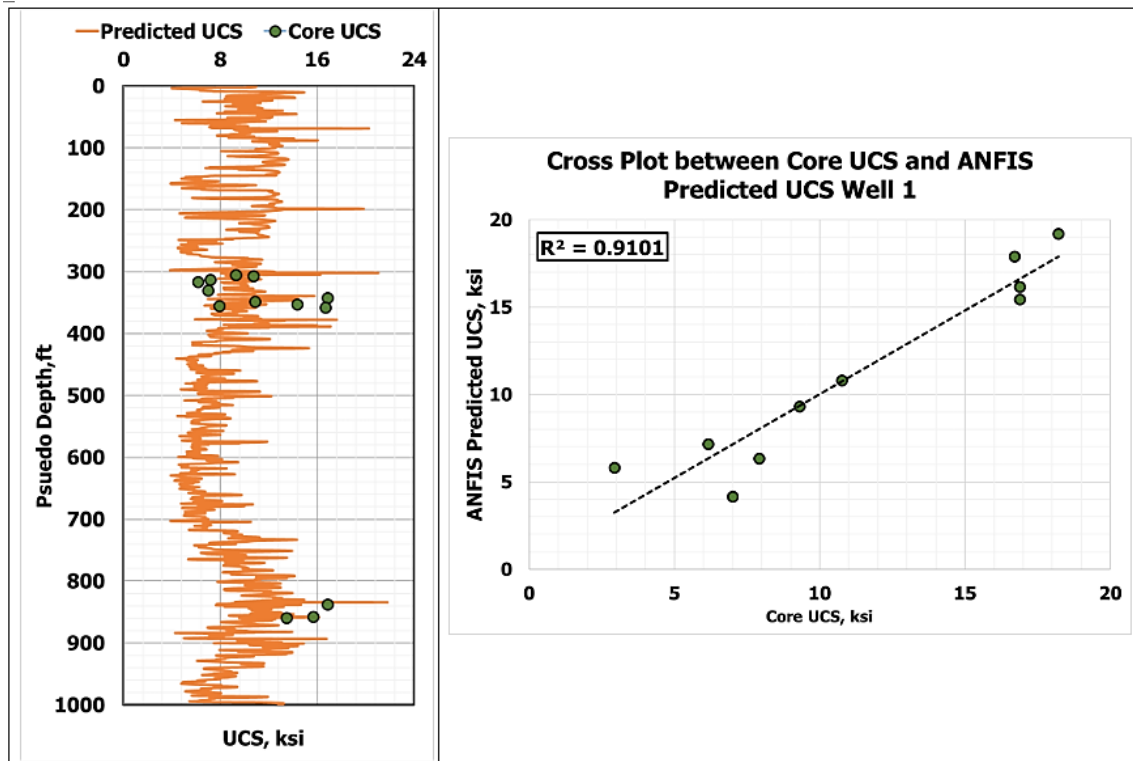 Predicted UCS Core UCS
0 8 16 24
0
100
200
300
400
500
600
700
800
900
1000
Psuedo Depth,ft
UCS, ksi
Cross Plot between Core UCS and ANFIS
Predicted UCS Well 1
R² = 0.9101
20
15
10
5
0
ANFIS Predicted UCS, ksi
0 5 10 15 20
Core UCS, ksi